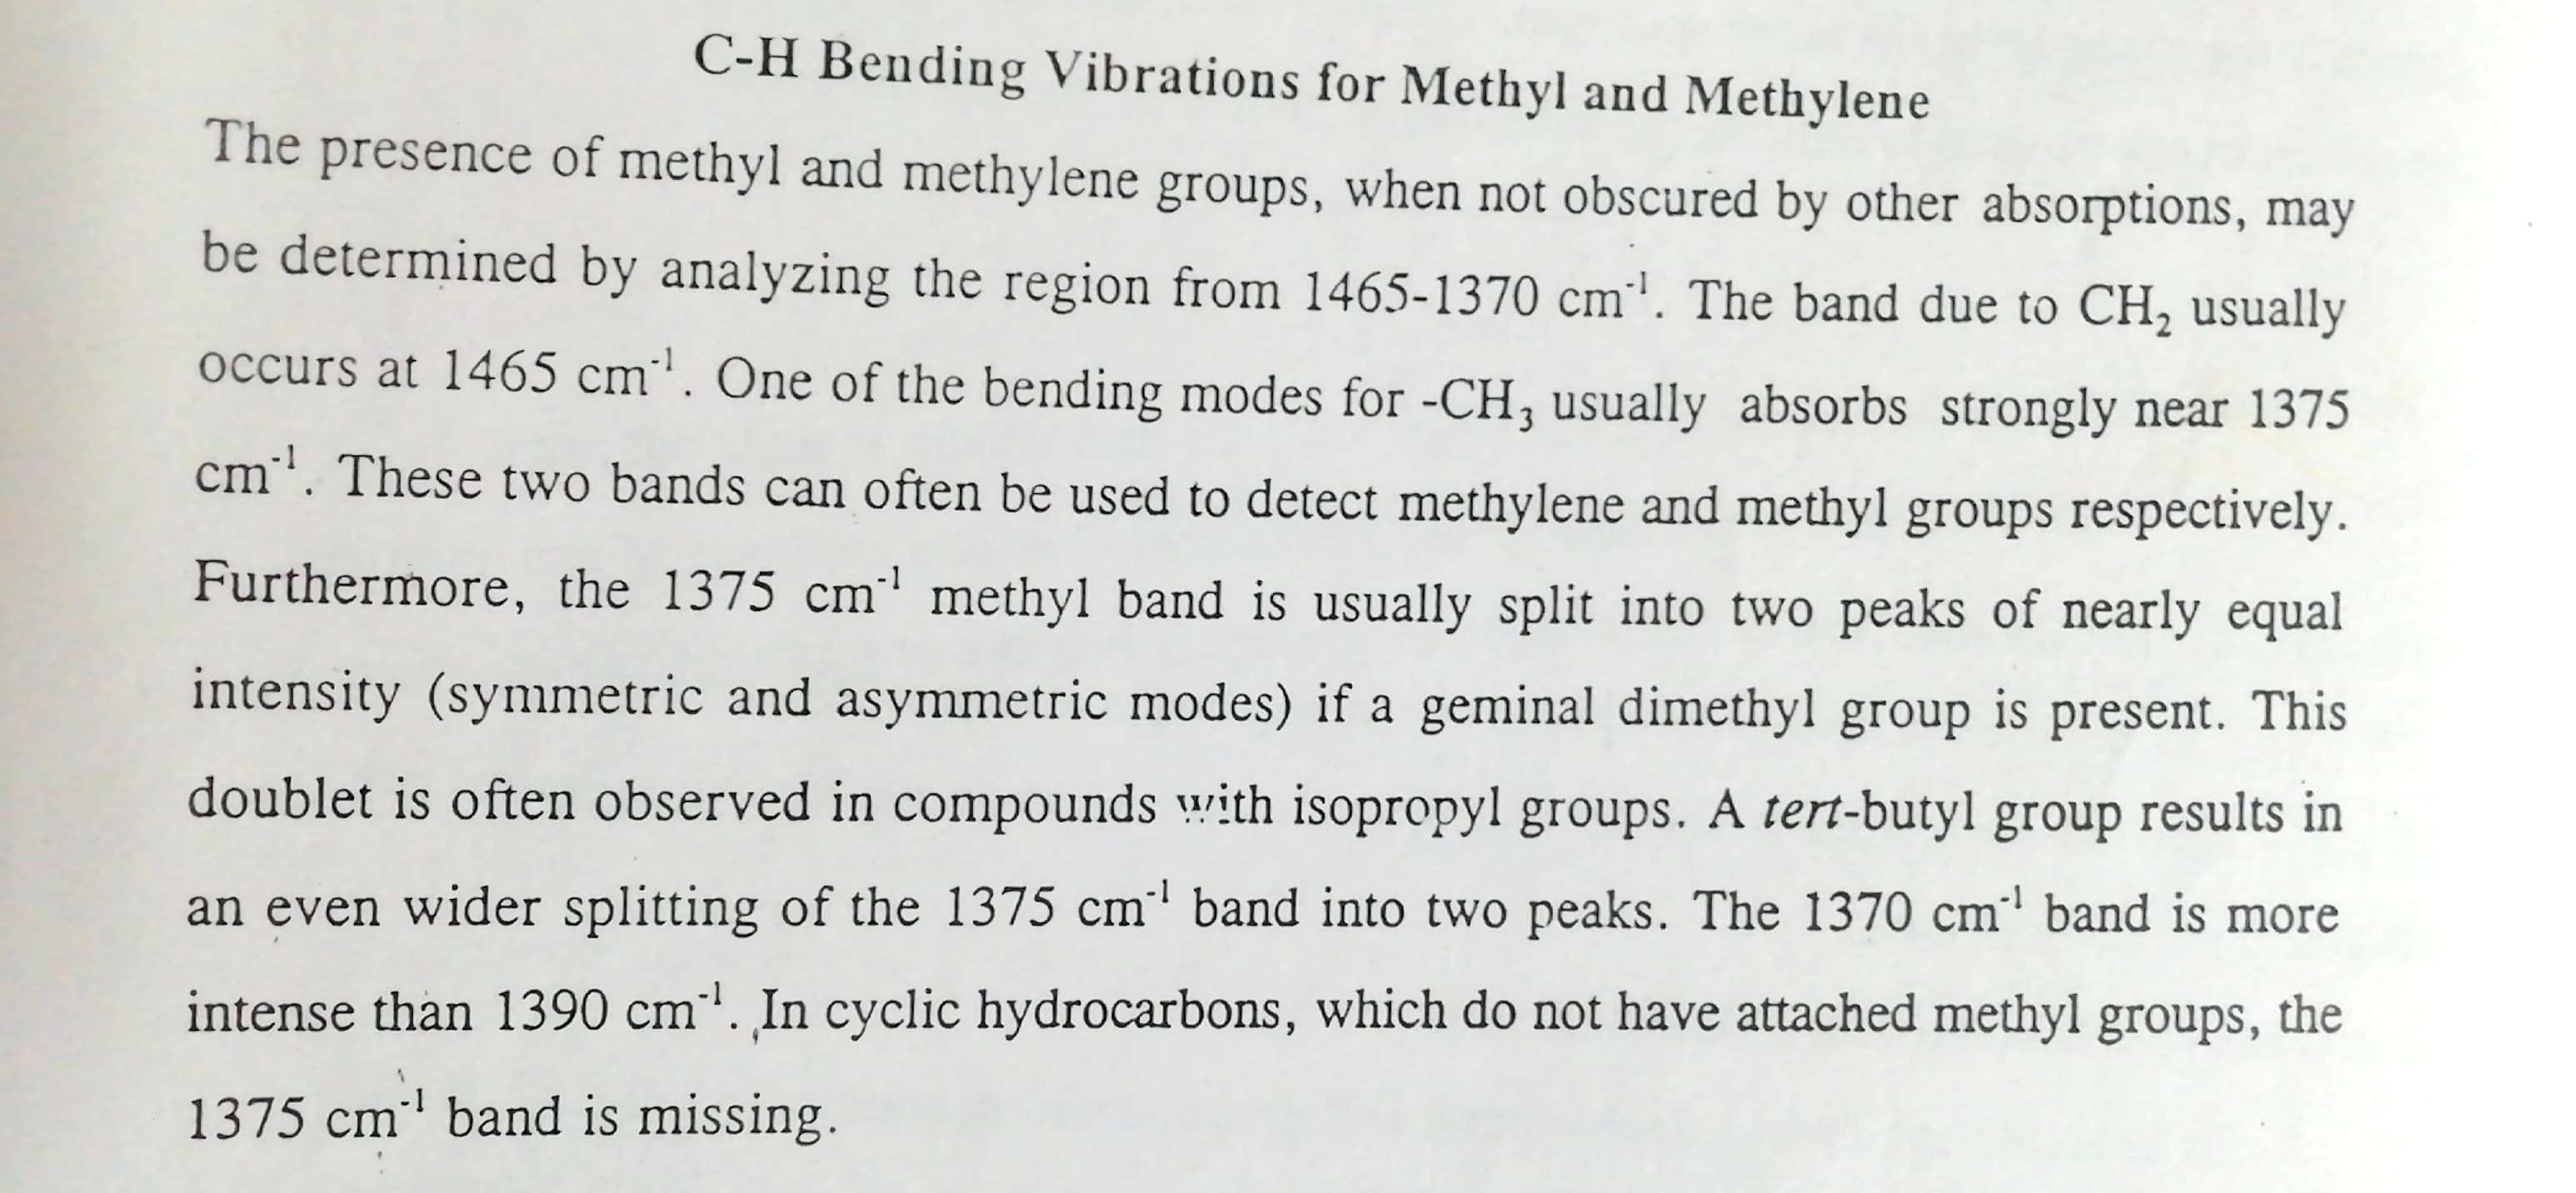 C-H Bending Vibrations for Methyl and Methylene
The presence of methyl and methylene groups, when not obscured by other absorptions, may
be determined by analyzing the region from 1465-1370 cm⁻¹. The band due to CH₂ usually
occurs at 1465 cm⁻¹. One of the bending modes for -CH₃ usually absorbs strongly near 1375
cm⁻¹. These two bands can often be used to detect methylene and methyl groups respectively.
Furthermore, the 1375 cm⁻¹ methyl band is usually split into two peaks of nearly equal
intensity (symmetric and asymmetric modes) if a geminal dimethyl group is present. This
doublet is often observed in compounds with isopropyl groups. A tert-butyl group results in
an even wider splitting of the 1375 cm⁻¹ band into two peaks. The 1370 cm⁻¹ band is more
intense than 1390 cm⁻¹. In cyclic hydrocarbons, which do not have attached methyl groups, the
1375 cm⁻¹ band is missing.